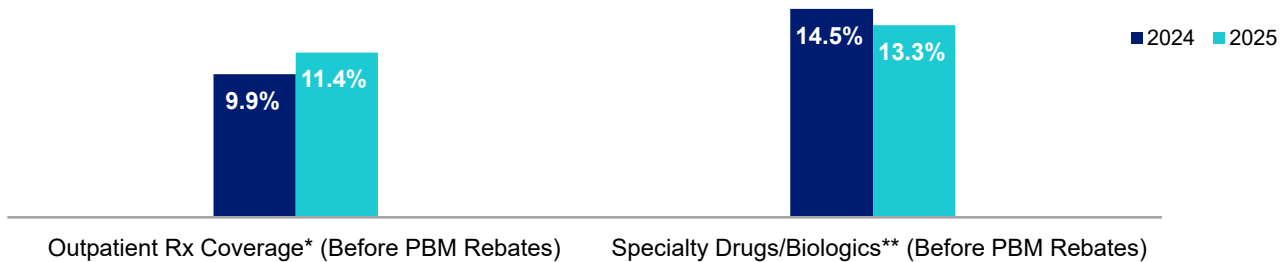 14.5%
13.3%
2024 2025
11.4%
9.9%
Outpatient Rx Coverage* (Before PBM Rebates)
Specialty Drugs/Biologics** (Before PBM Rebates)